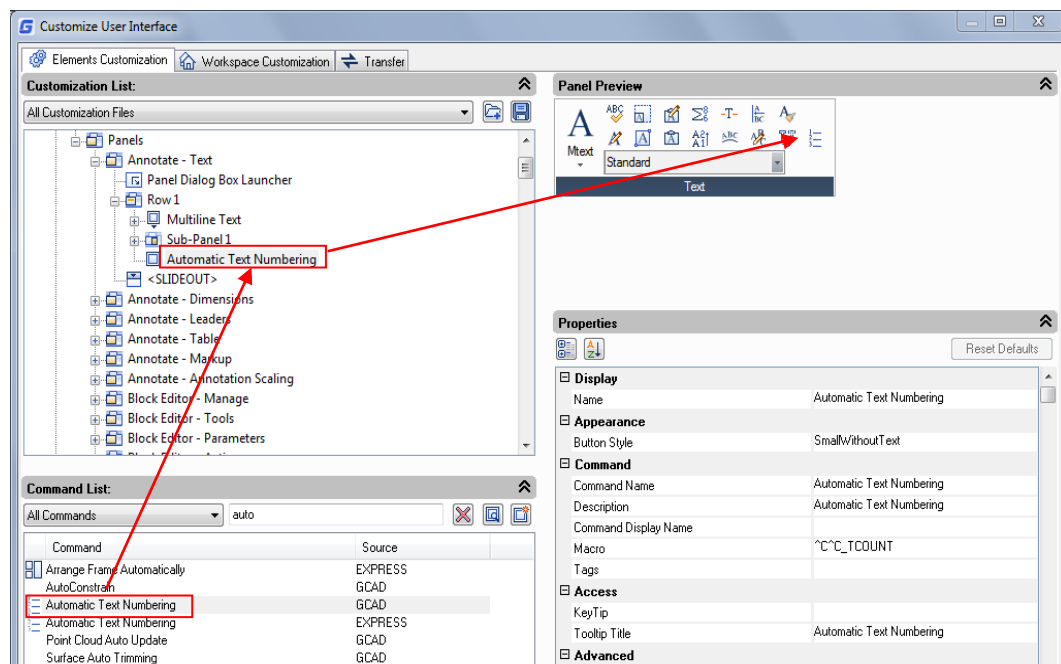 Customize User Interface
Elements Customization
Workspace Customization
Transfer
Customization List:
All Customization Files
Panels
Annotate - Text
Panel Dialog Box Launcher
Row 1
Multiline Text
Sub-Panel 1
Automatic Text Numbering
<SLIDEOUT>
Annotate - Dimensions
Annotate - Leaders
Annotate - Table
Annotate - Markup
Annotate - Annotation Scaling
Block Editor - Manage
Block Editor - Tools
Block Editor - Parameters
Command List:
All Commands
auto
Command Source
Arrange Frame Automatically EXPRESS
AutoConstrain GCAD
Automatic Text Numbering GCAD
Automatic Text Numbering EXPRESS
Point Cloud Auto Update GCAD
Surface Auto Trimming GCAD
Panel Preview
Mtext
Standard
Text
Properties
Reset Defaults
Display
Name Automatic Text Numbering
Appearance
Button Style SmallWithoutText
Command
Command Name Automatic Text Numbering
Description Automatic Text Numbering
Command Display Name
Macro ^C^C_TCOUNT
Tags
Access
KeyTip
Tooltip Title Automatic Text Numbering
Advanced